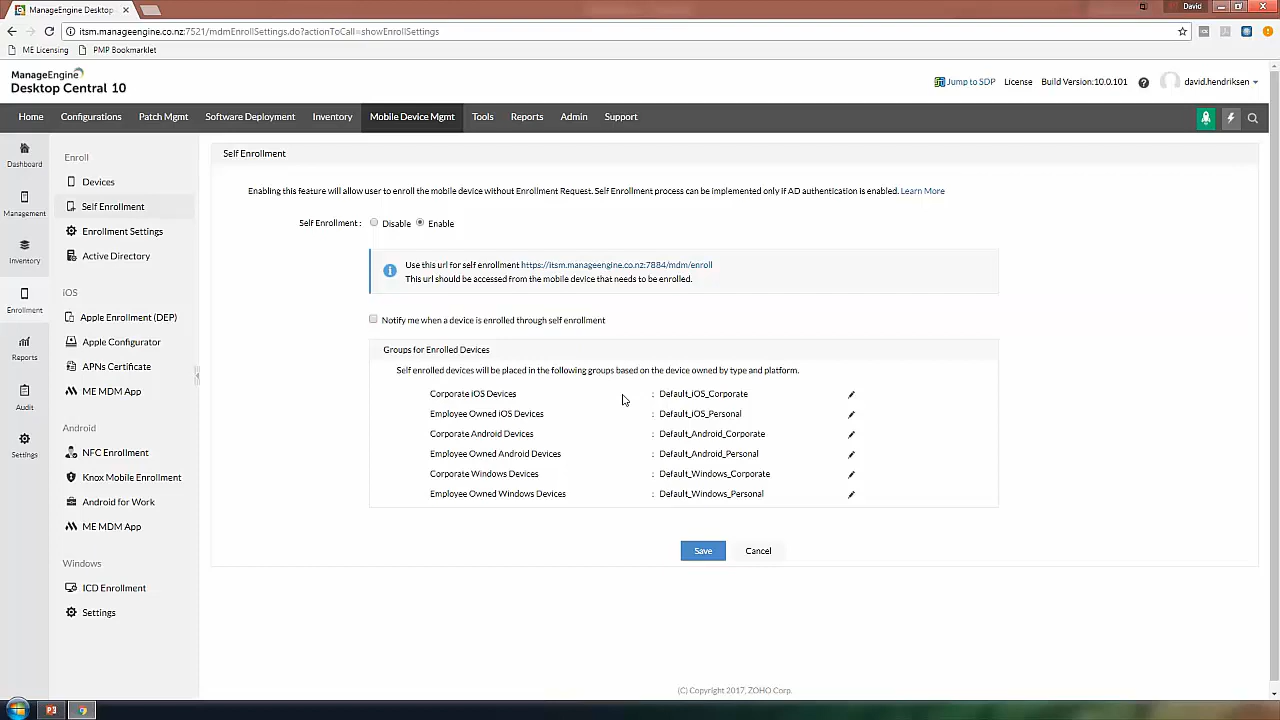 ManageEngine Desktop
David
itsm.manageengine.co.nz:7521/mdmEnrollSettings.do?actionToCall=showEnrollSettings
ME Licensing
PMP Bookmarklet
ManageEngine
Desktop Central 10
Jump to SDP
License
Build Version:10.0.101
david.hendriksen
Home
Configurations
Patch Mgmt
Software Deployment
Inventory
Mobile Device Mgmt
Tools
Reports
Admin
Support
Dashboard
Management
Inventory
Enrollment
Reports
Audit
Settings
Enroll
Devices
Self Enrollment
Enrollment Settings
Active Directory
iOS
Apple Enrollment (DEP)
Apple Configurator
APNs Certificate
ME MDM App
Android
NFC Enrollment
Knox Mobile Enrollment
Android for Work
ME MDM App
Windows
ICD Enrollment
Settings
Self Enrollment
Enabling this feature will allow user to enroll the mobile device without Enrollment Request. Self Enrollment process can be implemented only if AD authentication is enabled. Learn More
Self Enrollment : Disable Enable
Use this url for self enrollment https://itsm.manageengine.co.nz:7884/mdm/enroll
This url should be accessed from the mobile device that needs to be enrolled.
Notify me when a device is enrolled through self enrollment
Groups for Enrolled Devices
Self enrolled devices will be placed in the following groups based on the device owned by type and platform.
Corporate iOS Devices : Default_iOS_Corporate
Employee Owned iOS Devices : Default_iOS_Personal
Corporate Android Devices : Default_Android_Corporate
Employee Owned Android Devices : Default_Android_Personal
Corporate Windows Devices : Default_Windows_Corporate
Employee Owned Windows Devices : Default_Windows_Personal
Save
Cancel
(C) Copyright 2017, ZOHO Corp.